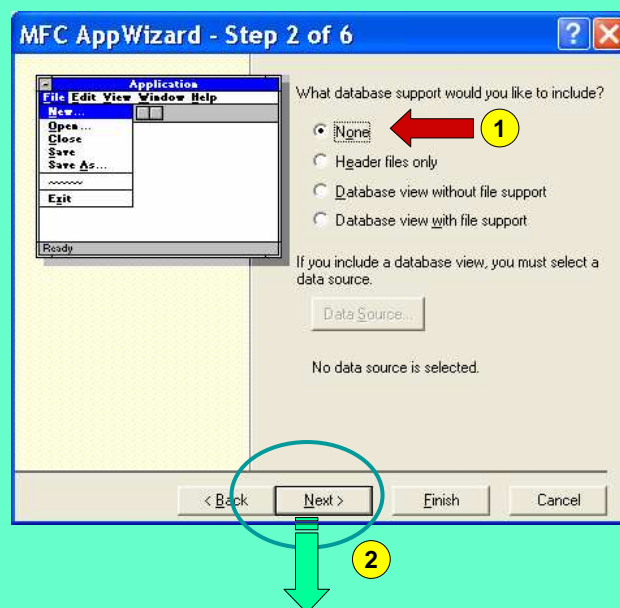 MFC AppWizard - Step 2 of 6
Application
File Edit View Window Help
New...
Open...
Close
Save
Save As...
Exit
Ready
What database support would you like to include?
None
1
Header files only
Database view without file support
Database view with file support
If you include a database view, you must select a
data source.
Data Source...
No data source is selected.
< Back
Next >
Finish
Cancel
2